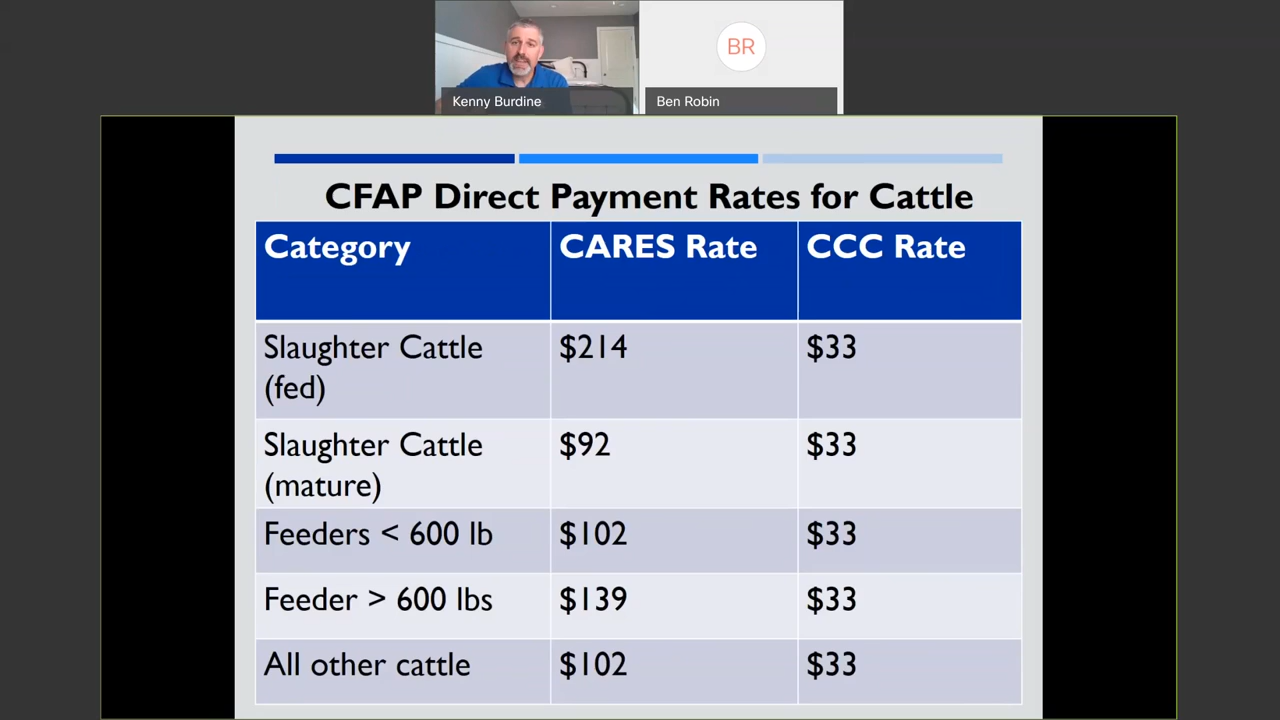 BR
Kenny Burdine
Ben Robin
CFAP Direct Payment Rates for Cattle
Category CARES Rate CCC Rate
Slaughter Cattle (fed) $214 $33
Slaughter Cattle (mature) $92 $33
Feeders < 600 lb $102 $33
Feeder > 600 lbs $139 $33
All other cattle $102 $33